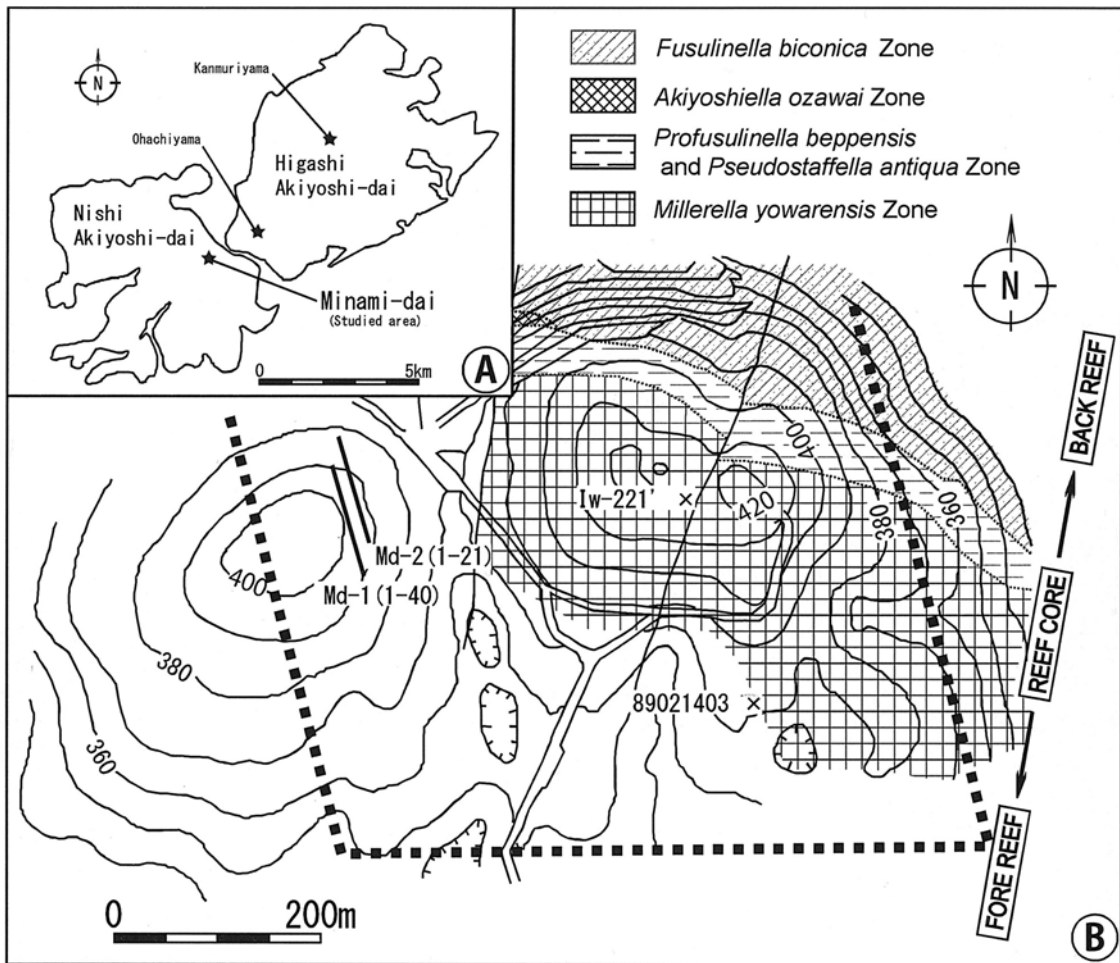 N
Kanmuriyama
Ohachiyama
Higashi
Akiyoshi-dai
Nishi
Akiyoshi-dai
Minami-dai
(Studied area)
0 5km
A
Fusulinella biconica Zone
Akiyoshiella ozawai Zone
Profusulinella beppensis
and Pseudostaffella antiqua Zone
Millerella yowarensis Zone
N
BACK REEF
REEF CORE
FORE REEF
400
420
380
360
Iw-221'
Md-2(1-21)
Md-1(1-40)
400
380
360
89021403
0 200m
B